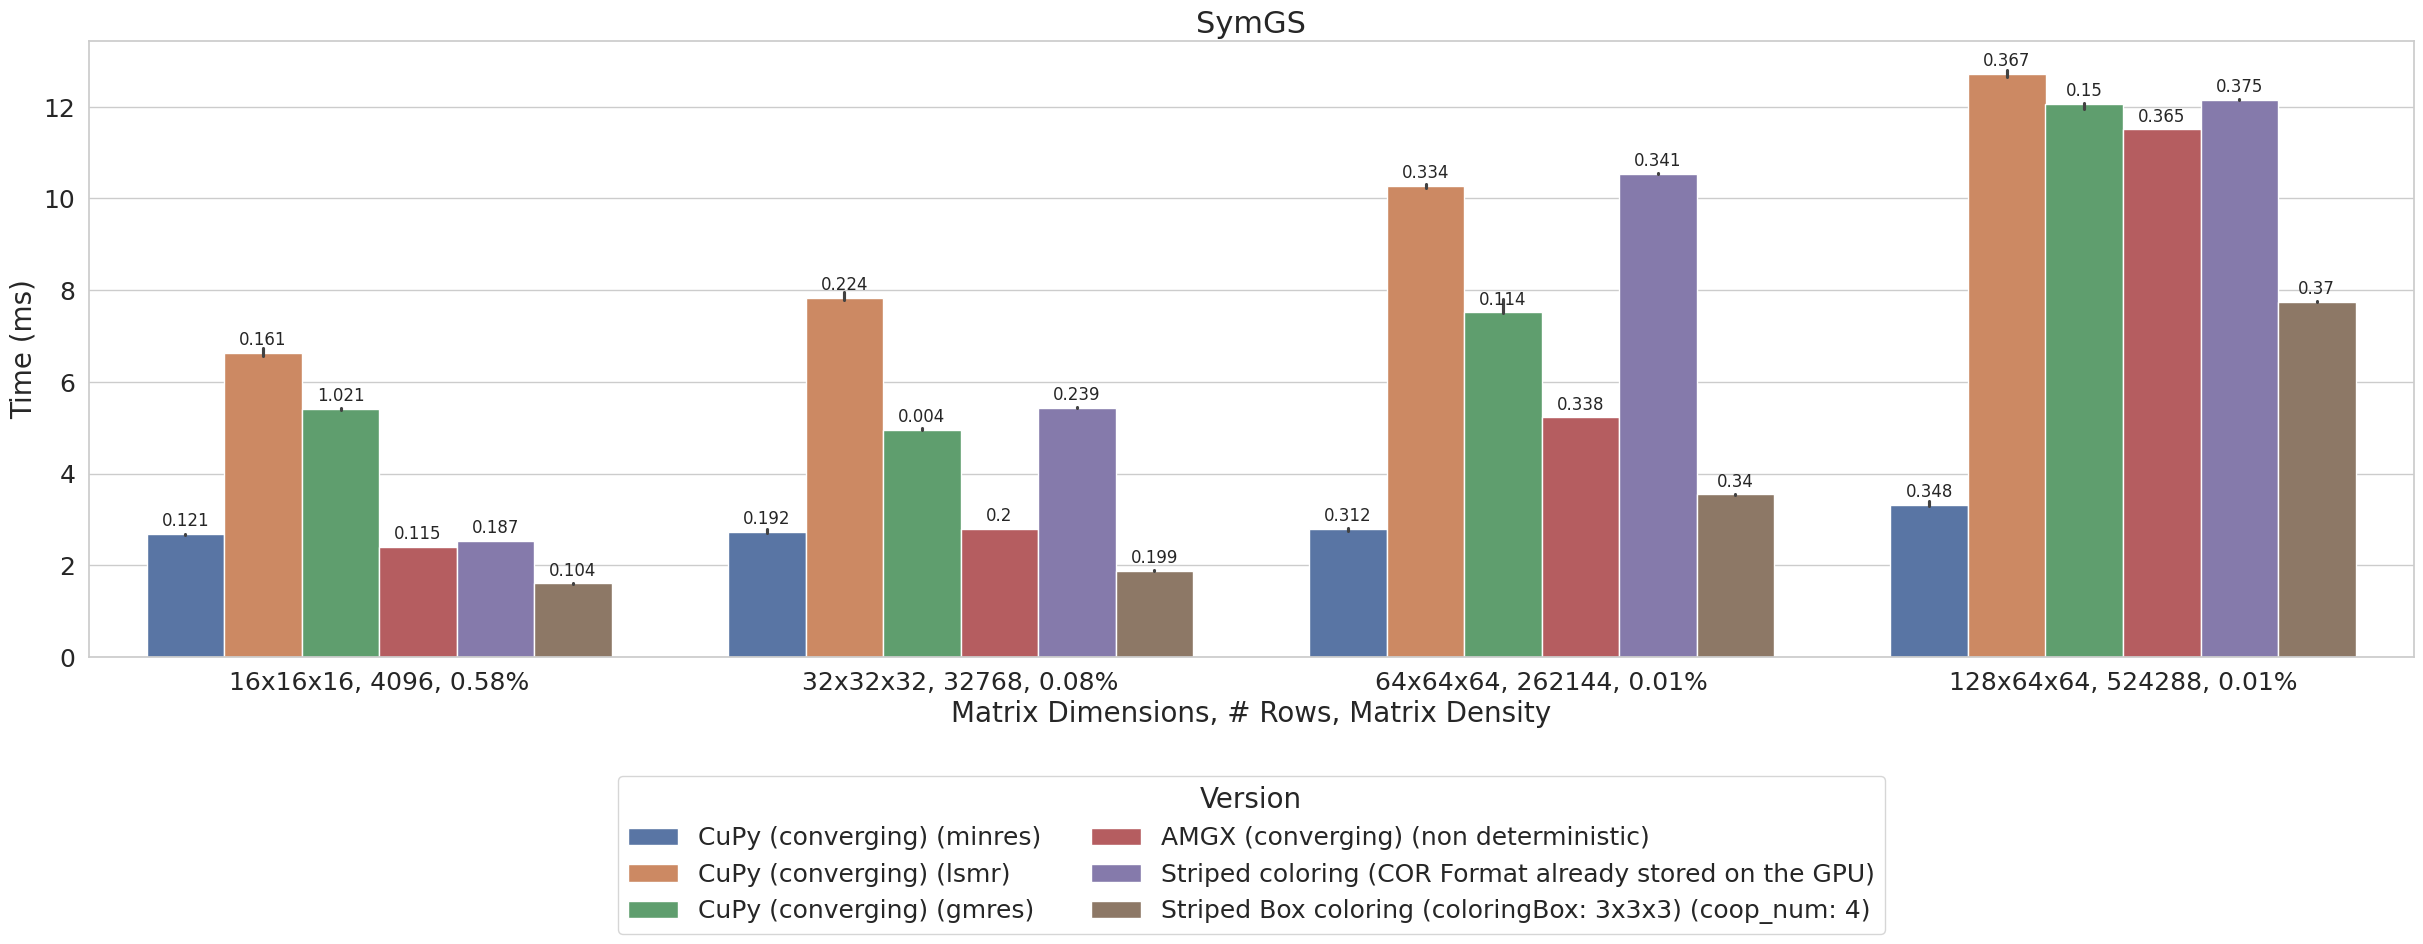 SymGS
Time (ms)
12
10
8
6
4
2
0
0.121
0.161
1.021
0.115
0.187
0.104
0.192
0.224
0.004
0.2
0.239
0.199
0.312
0.334
0.114
0.338
0.341
0.34
0.348
0.367
0.15
0.365
0.375
0.37
16x16x16, 4096, 0.58%
32x32x32, 32768, 0.08%
64x64x64, 262144, 0.01%
128x64x64, 524288, 0.01%
Matrix Dimensions, # Rows, Matrix Density
Version
CuPy (converging) (minres)
CuPy (converging) (lsmr)
CuPy (converging) (gmres)
AMGX (converging) (non deterministic)
Striped coloring (COR Format already stored on the GPU)
Striped Box coloring (coloringBox: 3x3x3) (coop_num: 4)